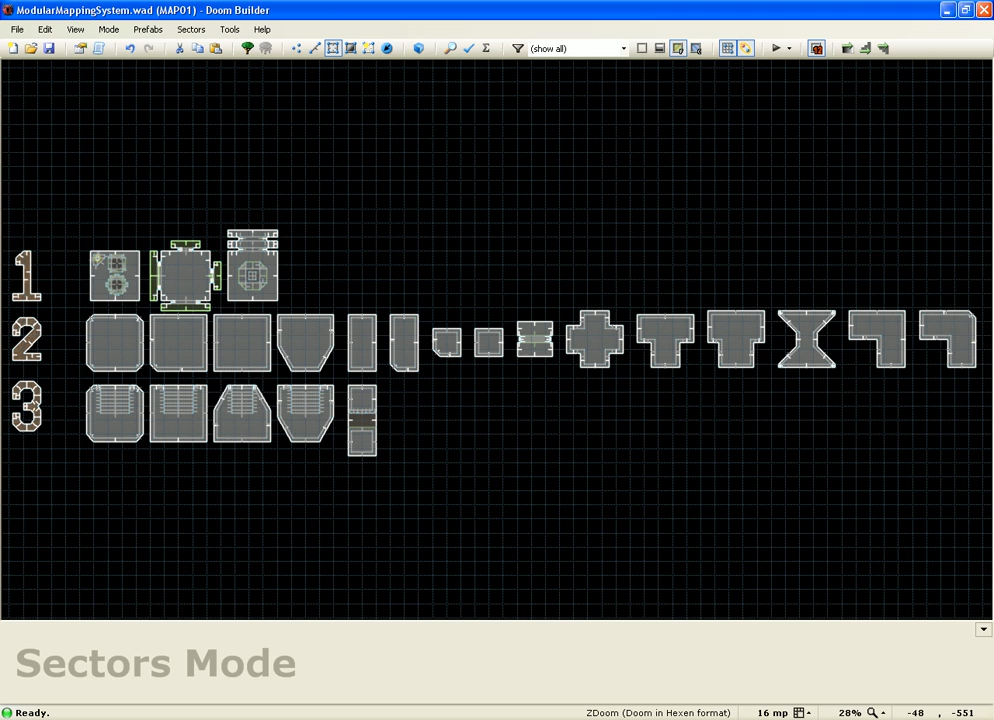 ModularMappingSystem.wad (MAP01) - Doom Builder
File Edit View Mode Prefabs Sectors Tools Help
(show all)
1
2
3
Sectors Mode
Ready. ZDoom (Doom in Hexen format) 16 mp 28% -48 , -551